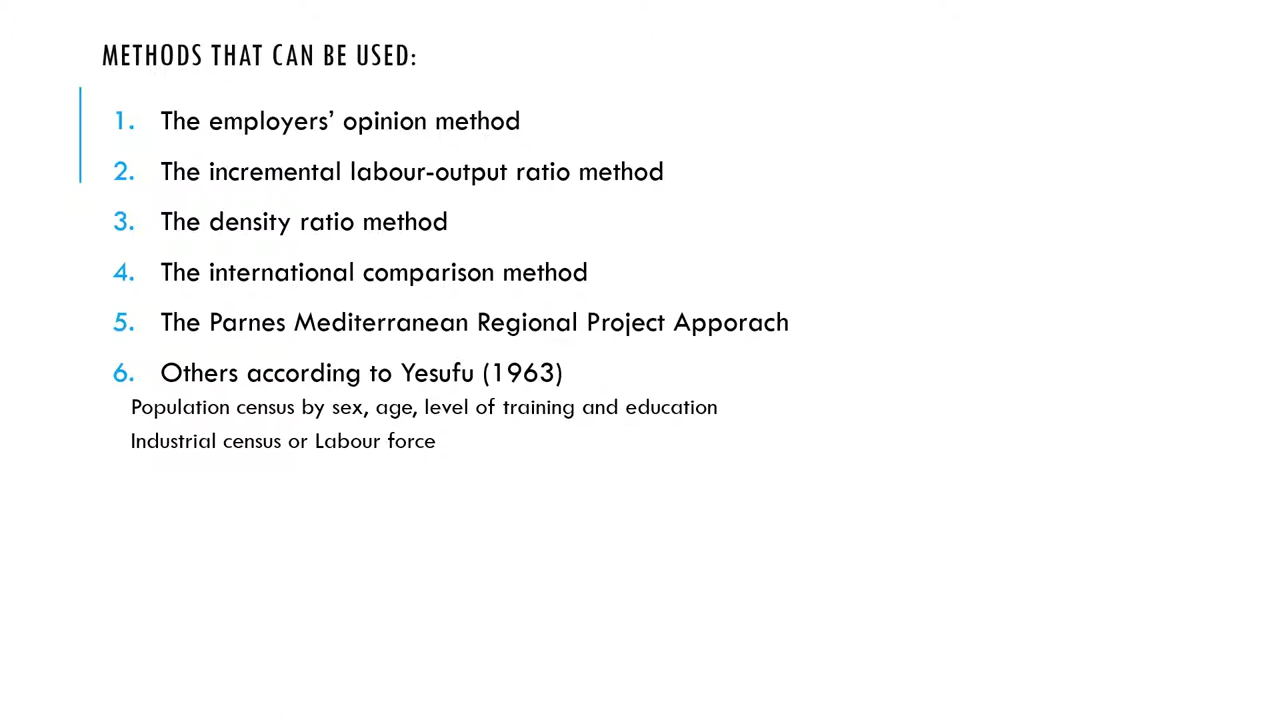 METHODS THAT CAN BE USED:
1. The employers’ opinion method
2. The incremental labour-output ratio method
3. The density ratio method
4. The international comparison method
5. The Parnes Mediterranean Regional Project Apporach
6. Others according to Yesufu (1963)
Population census by sex, age, level of training and education
Industrial census or Labour force